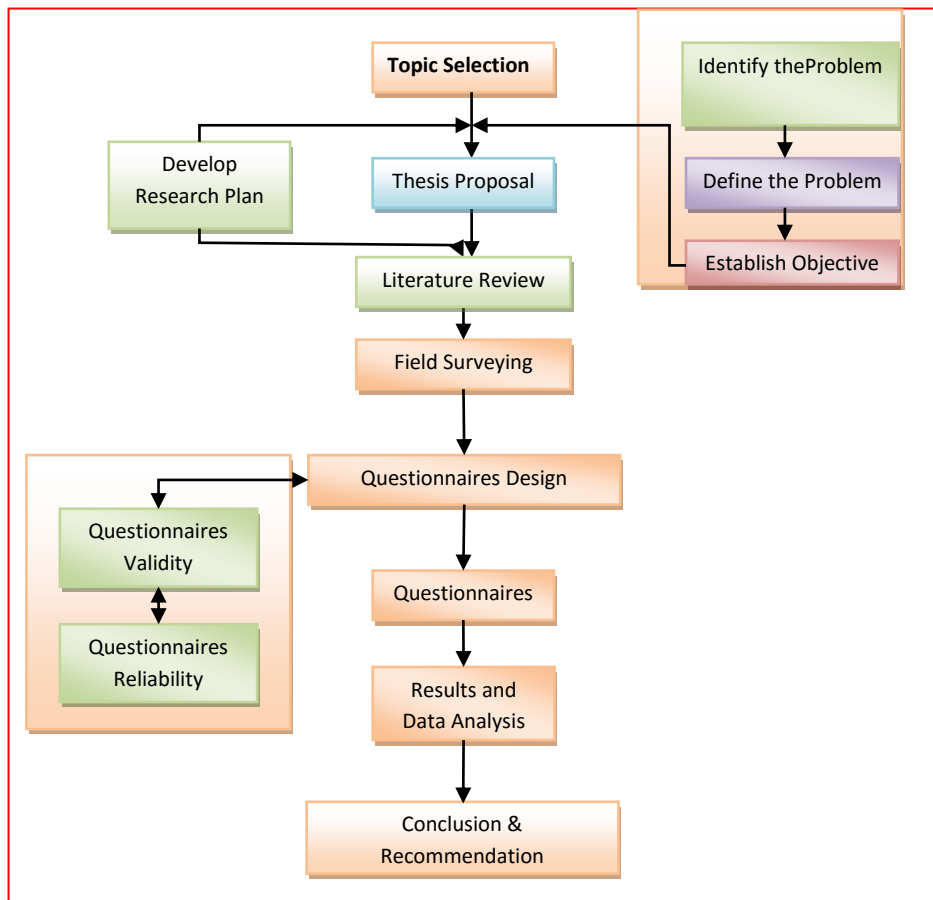 Topic Selection
Identify theProblem
Develop
Research Plan
Thesis Proposal
Define the Problem
Establish Objective
Literature Review
Field Surveying
Questionnaires Design
Questionnaires
Validity
Questionnaires
Reliability
Questionnaires
Results and
Data Analysis
Conclusion &
Recommendation